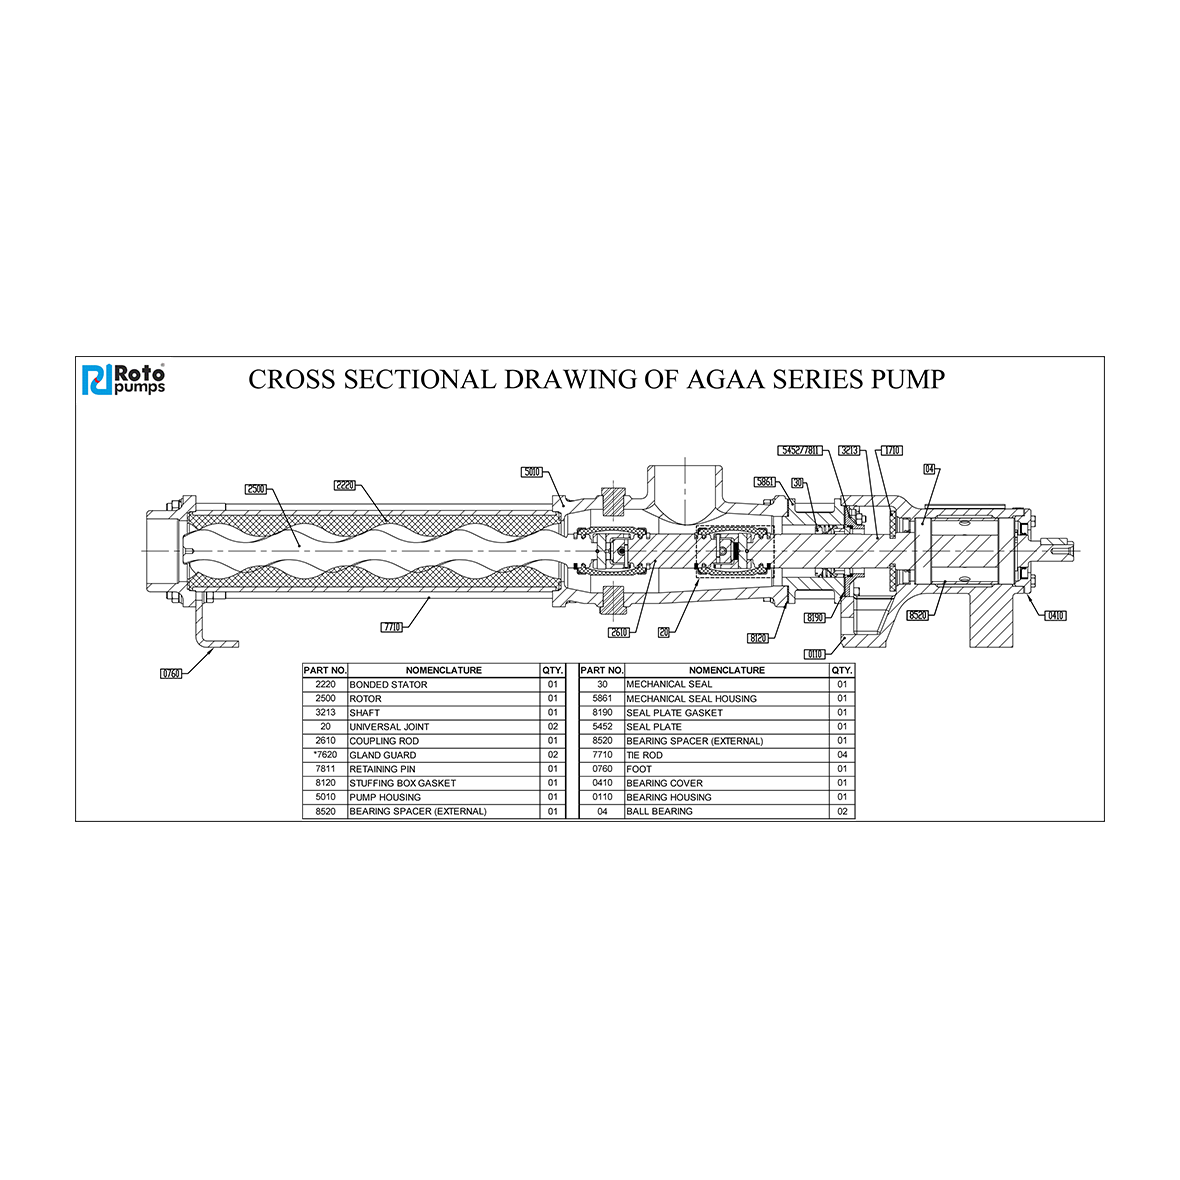 Roto®
pumps
CROSS SECTIONAL DRAWING OF AGAA SERIES PUMP
5452/7811
3213
1710
5010
04
2500
2220
5861
30
7710
2610
20
8120
8190
8520
0410
0760
0110
PART NO. NOMENCLATURE QTY. PART NO. NOMENCLATURE QTY.
2220 BONDED STATOR 01 30 MECHANICAL SEAL 01
2500 ROTOR 01 5861 MECHANICAL SEAL HOUSING 01
3213 SHAFT 01 8190 SEAL PLATE GASKET 01
20 UNIVERSAL JOINT 02 5452 SEAL PLATE 01
2610 COUPLING ROD 01 8520 BEARING SPACER (EXTERNAL) 01
*7620 GLAND GUARD 02 7710 TIE ROD 04
7811 RETAINING PIN 01 0760 FOOT 01
8120 STUFFING BOX GASKET 01 0410 BEARING COVER 01
5010 PUMP HOUSING 01 0110 BEARING HOUSING 01
8520 BEARING SPACER (EXTERNAL) 01 04 BALL BEARING 02